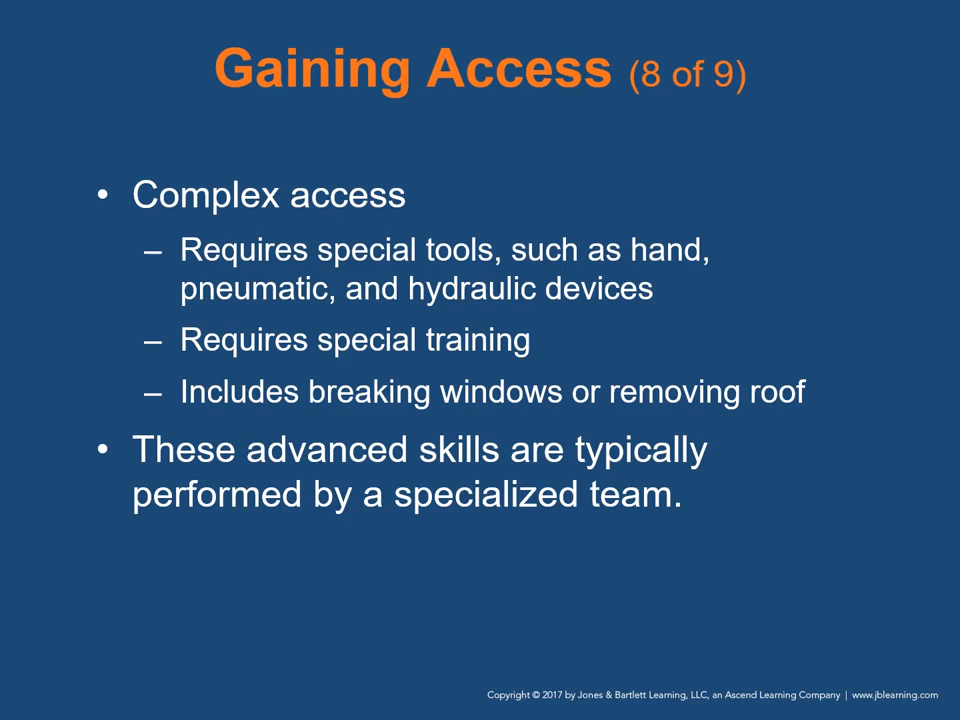 Gaining Access (8 of 9)
• Complex access
– Requires special tools, such as hand,
pneumatic, and hydraulic devices
– Requires special training
– Includes breaking windows or removing roof
• These advanced skills are typically
performed by a specialized team.
Copyright © 2017 by Jones & Bartlett Learning, LLC, an Ascend Learning Company | www.jblearning.com